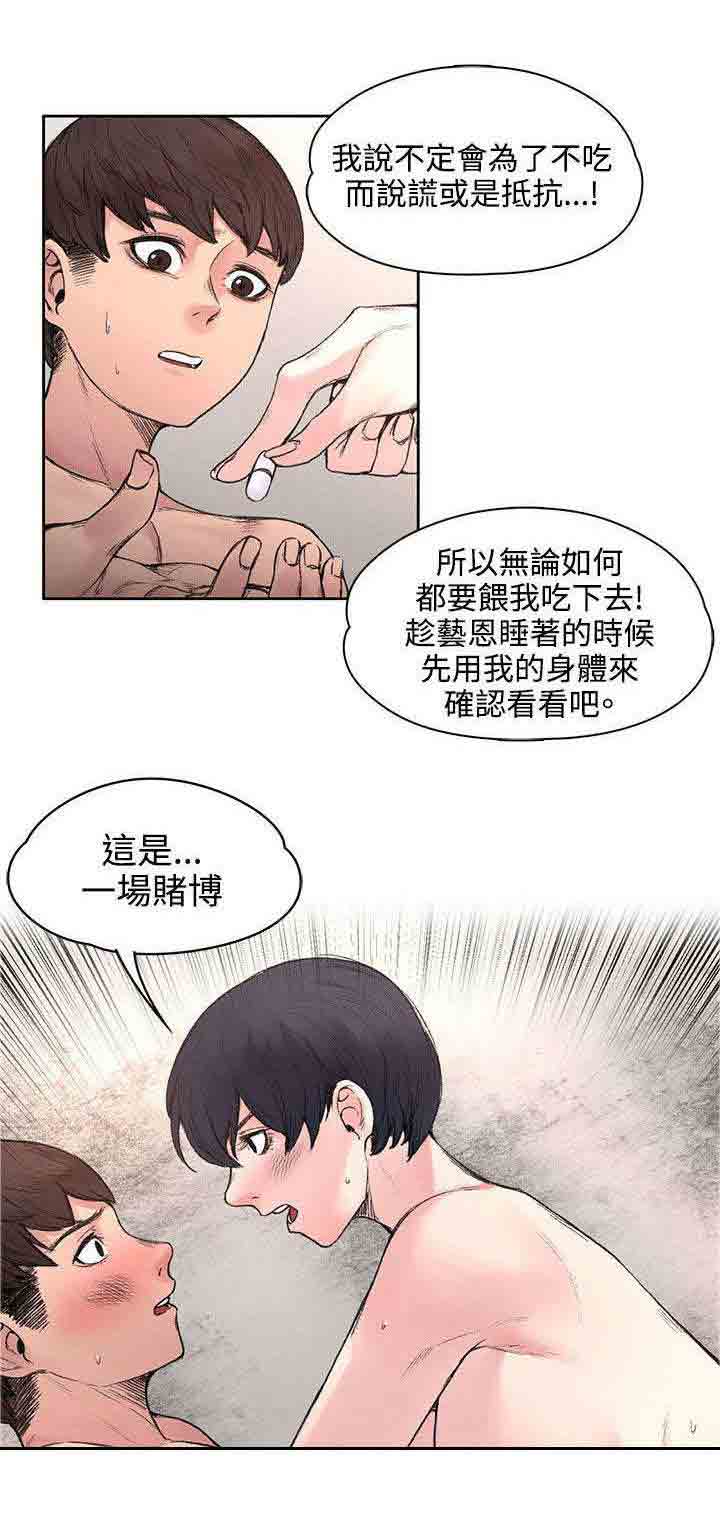 我說不定會為了不吃
而說謊或是抵抗...!
所以無論如何
都要餵我吃下去!
趁藝恩睡著的時候
先用我的身體來
確認看看吧。
這是...
一場賭博